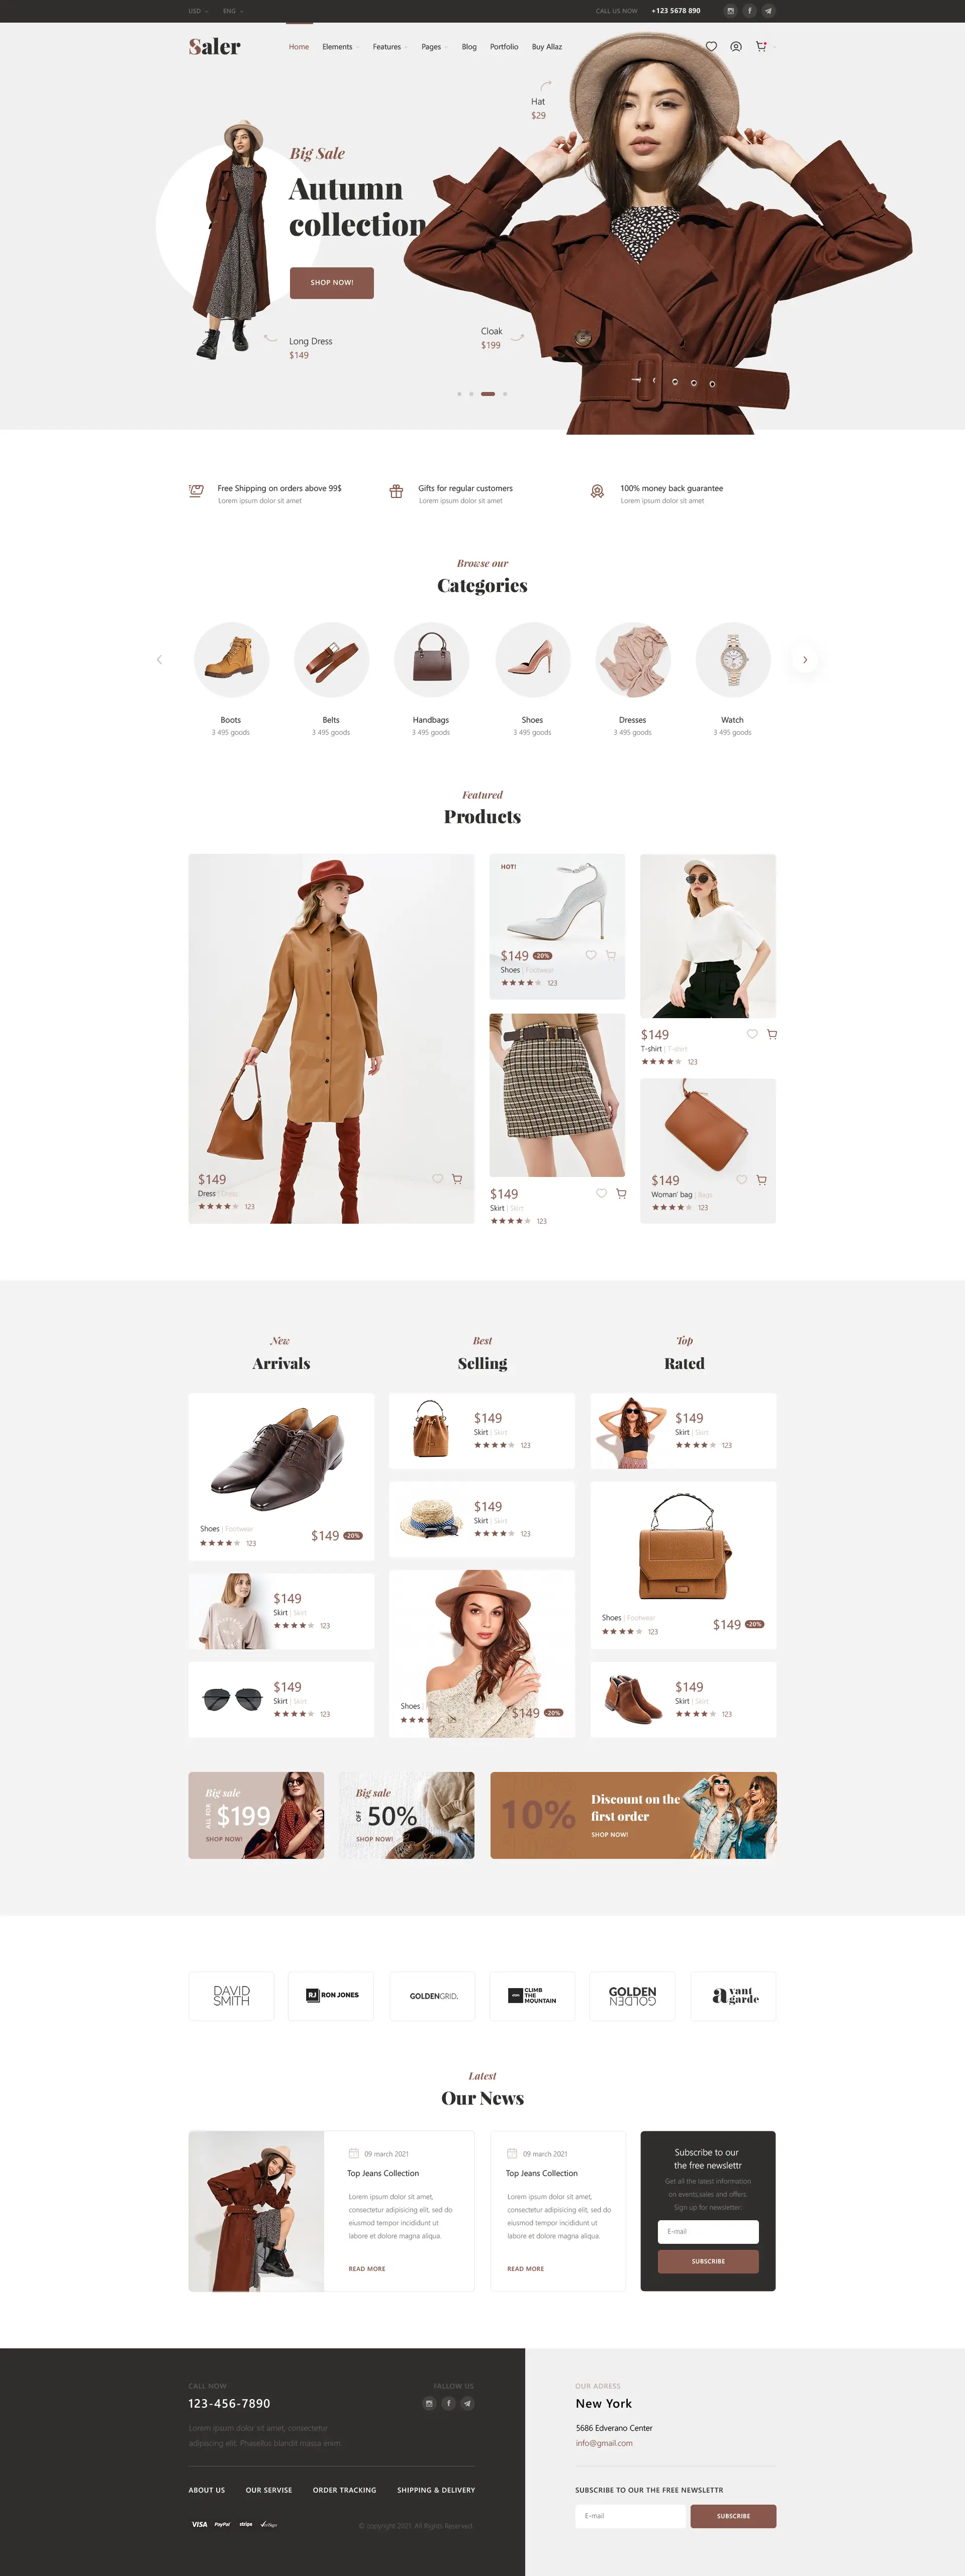 USD
ENG
CALL US NOW
+123 5678 890
Saler
Home
Elements
Features
Pages
Blog
Portfolio
Buy Allaz
Hat
$29
Big Sale
Autumn
collection
SHOP NOW!
Cloak
$199
Long Dress
$149
Free Shipping on orders above 99$
Lorem ipsum dolor sit amet
Gifts for regular customers
Lorem ipsum dolor sit amet
100% money back guarantee
Lorem ipsum dolor sit amet
Browse our
Categories
Boots
3 495 goods
Belts
3 495 goods
Handbags
3 495 goods
Shoes
3 495 goods
Dresses
3 495 goods
Watch
3 495 goods
Featured
Products
$149
Dress | Dress
123
HOT!
$149 -20%
Shoes | Footwear
123
$149
Skirt | Skirt
123
$149
T-shirt | T-shirt
123
$149
Woman' bag | Bags
123
New
Arrivals
Shoes | Footwear
123
$149 -20%
$149
Skirt | Skirt
123
$149
Skirt | Skirt
123
Best
Selling
$149
Skirt | Skirt
123
$149
Skirt | Skirt
123
Shoes |
123
$149 -20%
Top
Rated
$149
Skirt | Skirt
123
Shoes | Footwear
123
$149 -20%
$149
Skirt | Skirt
123
Big sale
ALL FOR
$199
SHOP NOW!
Big sale
OFF
50%
SHOP NOW!
10%
Discount on the
first order
SHOP NOW!
DAVID
SMITH
RJ RON JONES
GOLDENGRID.
CLIMB
THE
MOUNTAIN
GOLDEN
GOLDEN
a vant
garde
Latest
Our News
09 march 2021
Top Jeans Collection
Lorem ipsum dolor sit amet,
consectetur adipisicing elit, sed do
eiusmod tempor incididunt ut
labore et dolore magna aliqua.
READ MORE
09 march 2021
Top Jeans Collection
Lorem ipsum dolor sit amet,
consectetur adipisicing elit, sed do
eiusmod tempor incididunt ut
labore et dolore magna aliqua.
READ MORE
Subscribe to our
the free newslettr
Get all the latest information
on events,sales and offers.
Sign up for newsletter:
E-mail
SUBSCRIBE
CALL NOW
123-456-7890
FALLOW US
Lorem ipsum dolor sit amet, consectetur
adipiscing elit. Phasellus blandit massa enim.
ABOUT US
OUR SERVISE
ORDER TRACKING
SHIPPING & DELIVERY
VISA
PayPal
stripe
VeriSign
© copyright 2021. All Rights Reserved.
OUR ADRESS
New York
5686 Edverano Center
info@gmail.com
SUBSCRIBE TO OUR THE FREE NEWSLETTR
E-mail
SUBSCRIBE